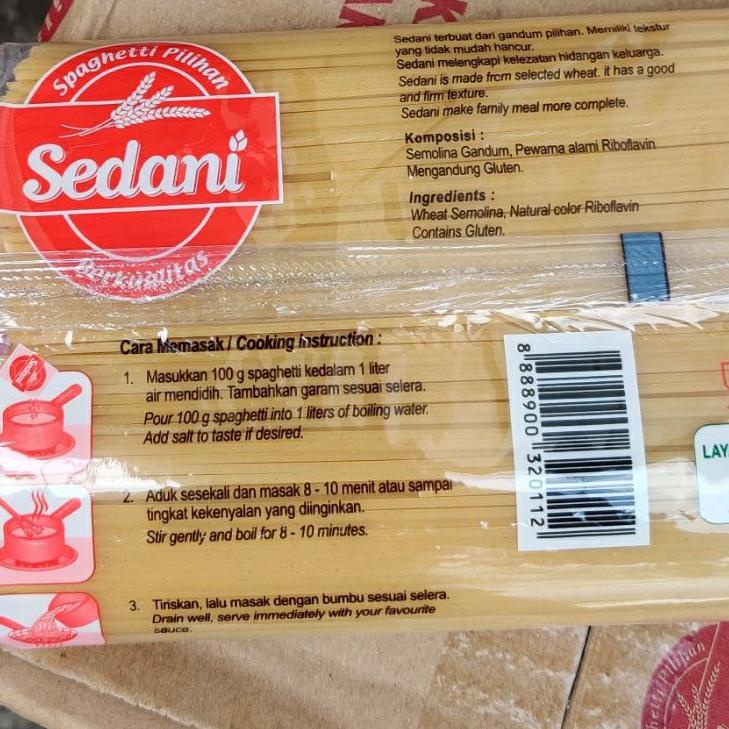 Spaghetti Pilihan
Sedani
Berkualitas
Sedani terbuat dari gandum pilihan. Memiliki tekstur
yang tidak mudah hancur.
Sedani melengkapi kelezatan hidangan keluarga.
Sedani is made from selected wheat. it has a good
and firm texture.
Sedani make family meal more complete.
Komposisi :
Semolina Gandum, Pewarna alami Riboflavin
Mengandung Gluten.
Ingredients :
Wheat Semolina, Natural color Riboflavin
Contains Gluten.
Cara Memasak / Cooking instruction :
1. Masukkan 100 g spaghetti kedalam 1 liter
air mendidih. Tambahkan garam sesuai selera.
Pour 100 g spaghetti into 1 liters of boiling water.
Add salt to taste if desired.
2. Aduk sesekali dan masak 8 - 10 menit atau sampai
tingkat kekenyalan yang diinginkan.
Stir gently and boil for 8 - 10 minutes.
3. Tiriskan, lalu masak dengan bumbu sesuai selera.
Drain well, serve immediately with your favourite
sauce.
8 888900 320112
Sedani
LAY
hetti Pilihan